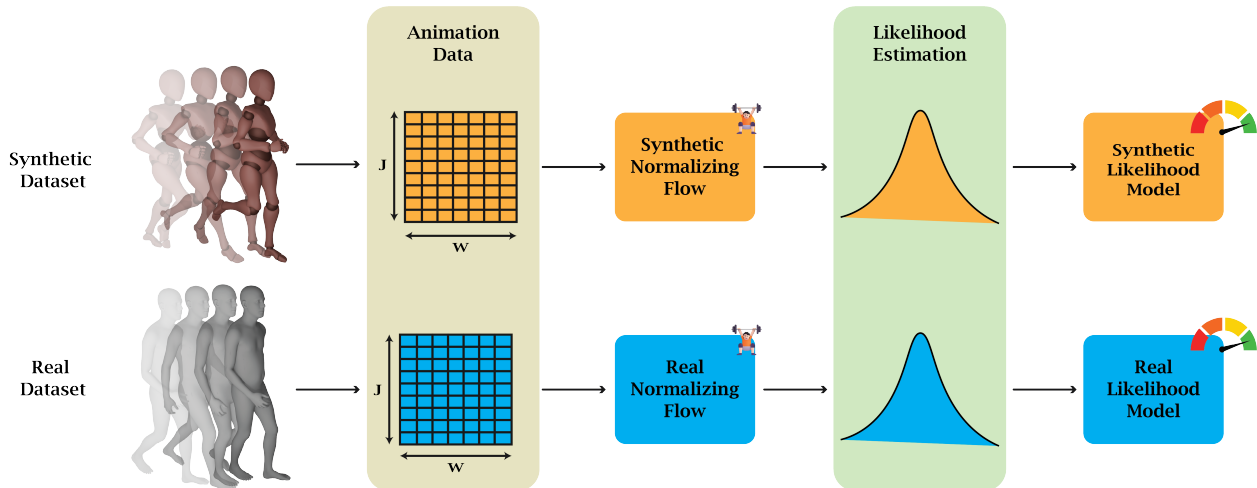 Animation
Data
Likelihood
Estimation
Synthetic
Dataset
J
W
Synthetic
Normalizing
Flow
Synthetic
Likelihood
Model
Real
Dataset
J
W
Real
Normalizing
Flow
Real
Likelihood
Model